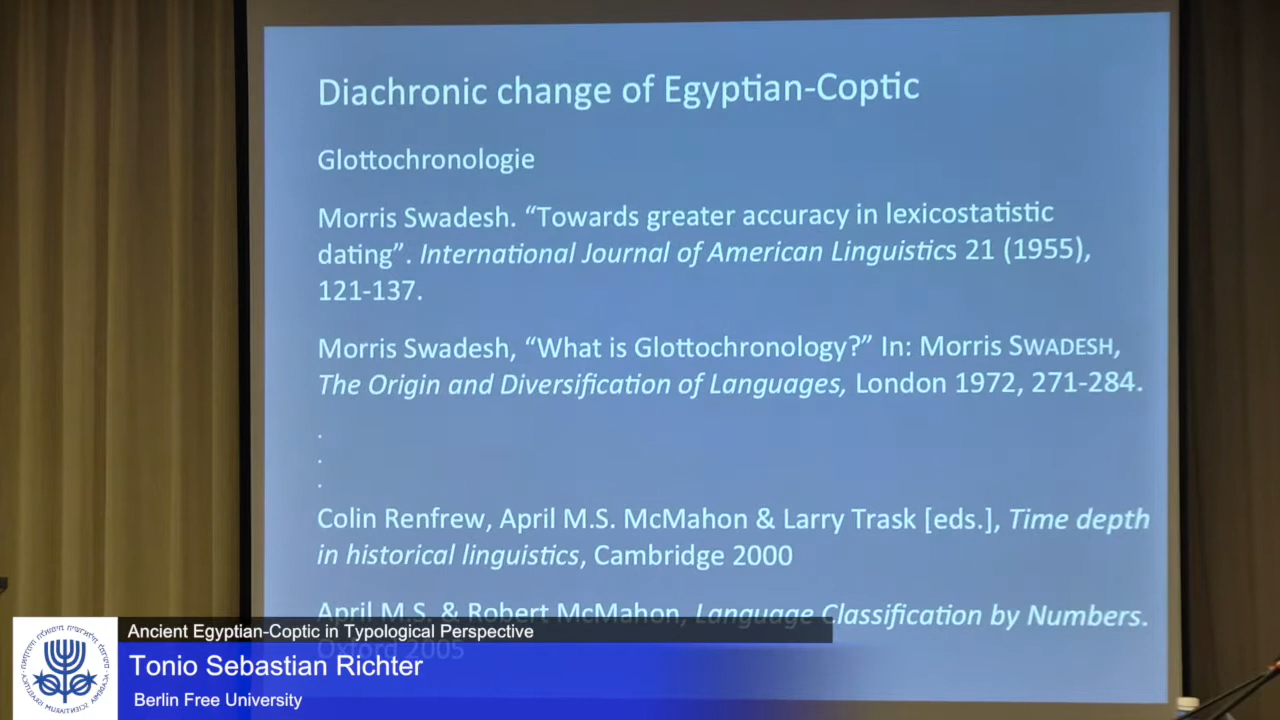 Diachronic change of Egyptian-Coptic
Glottochronologie
Morris Swadesh. “Towards greater accuracy in lexicostatistic
dating”. International Journal of American Linguistics 21 (1955),
121-137.
Morris Swadesh, “What is Glottochronology?” In: Morris SWADESH,
The Origin and Diversification of Languages, London 1972, 271-284.
.
.
.
Colin Renfrew, April M.S. McMahon & Larry Trask [eds.], Time depth
in historical linguistics, Cambridge 2000
April M.S. & Robert McMahon, Language Classification by Numbers.
Oxford 2005
Ancient Egyptian-Coptic in Typological Perspective
Tonio Sebastian Richter
Berlin Free University